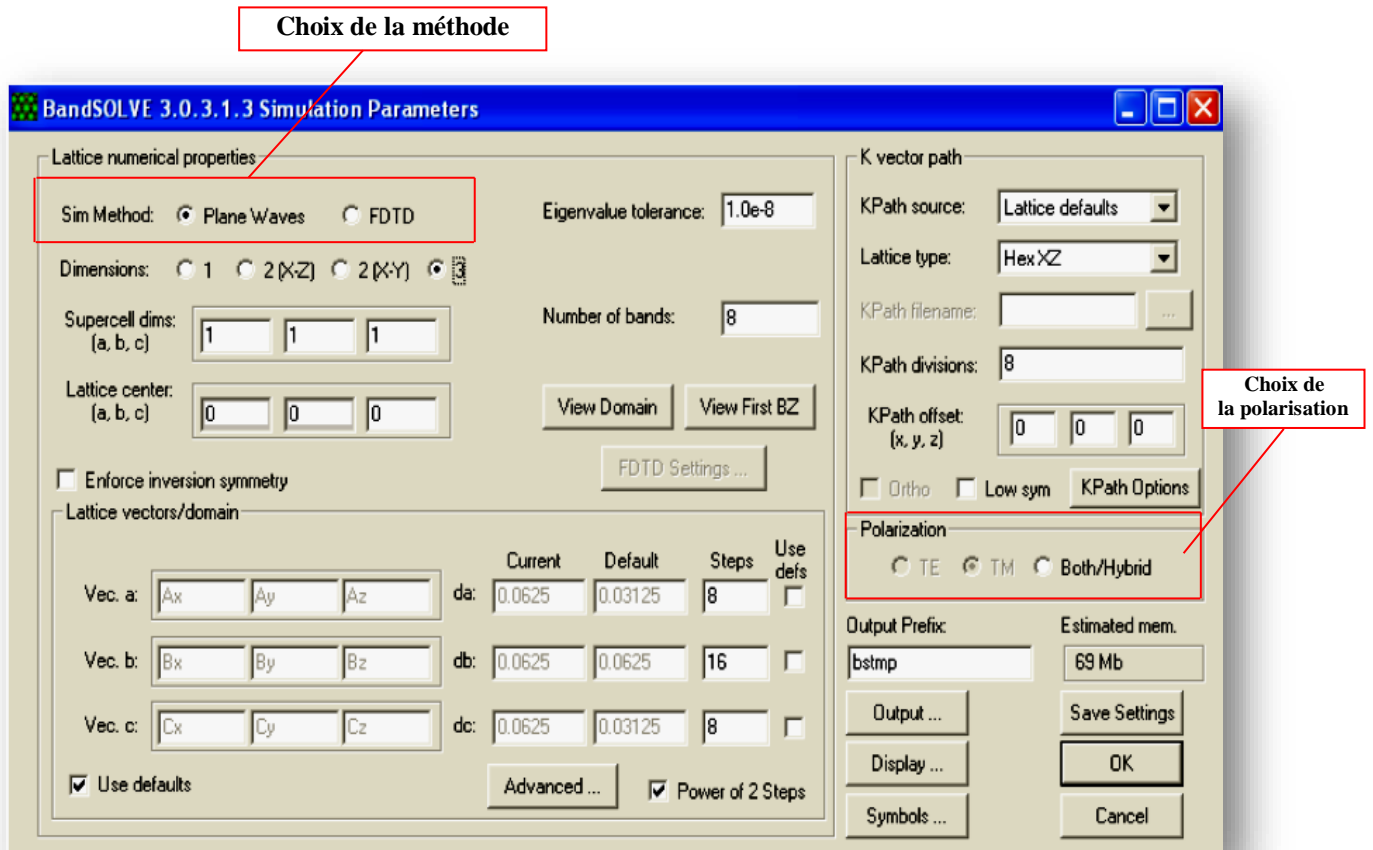 Choix de la méthode
BandSOLVE 3.0.3.1.3 Simulation Parameters
Lattice numerical properties
Sim Method: Plane Waves FDTD
Eigenvalue tolerance: 1.0e-8
Dimensions: 1 2 (X-Z) 2 (X-Y) 3
Supercell dims:
(a, b, c)
1 1 1
Number of bands: 8
Lattice center:
(a, b, c)
0 0 0
View Domain View First BZ
FDTD Settings ...
Enforce inversion symmetry
Lattice vectors/domain
Current Default Steps Use
defs
Vec. a: Ax Ay Az da: 0.0625 0.03125 8
Vec. b: Bx By Bz db: 0.0625 0.0625 16
Vec. c: Cx Cy Cz dc: 0.0625 0.03125 8
Use defaults Advanced ... Power of 2 Steps
K vector path
KPath source: Lattice defaults
Lattice type: Hex XZ
KPath filename: ...
KPath divisions: 8
KPath offset:
(x, y, z)
0 0 0
Ortho Low sym KPath Options
Choix de
la polarisation
Polarization
TE TM Both/Hybrid
Output Prefix: Estimated mem.
bstmp 69 Mb
Output ... Save Settings
Display ... OK
Symbols ... Cancel